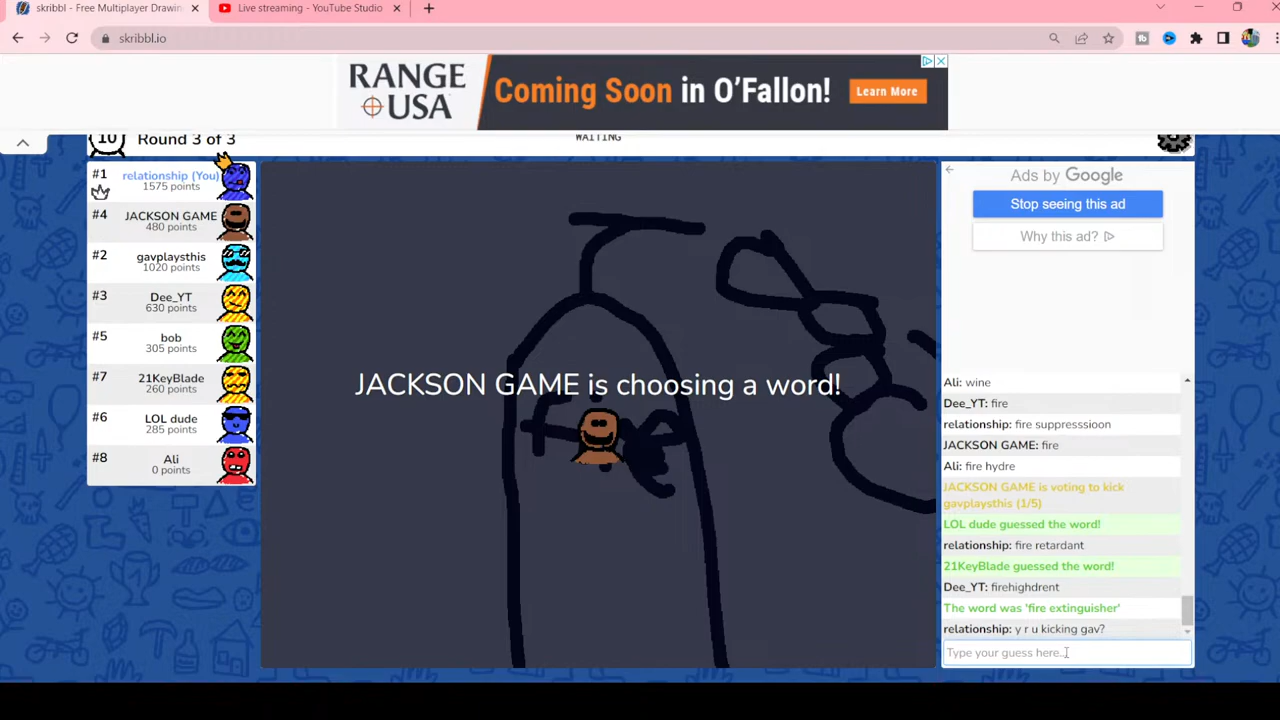 skribbl - Free Multiplayer Drawin
Live streaming - YouTube Studio
skribbl.io
RANGE
USA
Coming Soon in O'Fallon!
Learn More
10
Round 3 of 3
WAITING
#1
relationship (You)
1575 points
#4
JACKSON GAME
480 points
#2
gavplaysthis
1020 points
#3
Dee_YT
630 points
#5
bob
305 points
#7
21KeyBlade
260 points
#6
LOL dude
285 points
#8
Ali
0 points
JACKSON GAME is choosing a word!
Ads by Google
Stop seeing this ad
Why this ad?
Ali: wine
Dee_YT: fire
relationship: fire suppresssioon
JACKSON GAME: fire
Ali: fire hydre
JACKSON GAME is voting to kick
gavplaysthis (1/5)
LOL dude guessed the word!
relationship: fire retardant
21KeyBlade guessed the word!
Dee_YT: firehighdrent
The word was 'fire extinguisher'
relationship: y r u kicking gav?
Type your guess here...